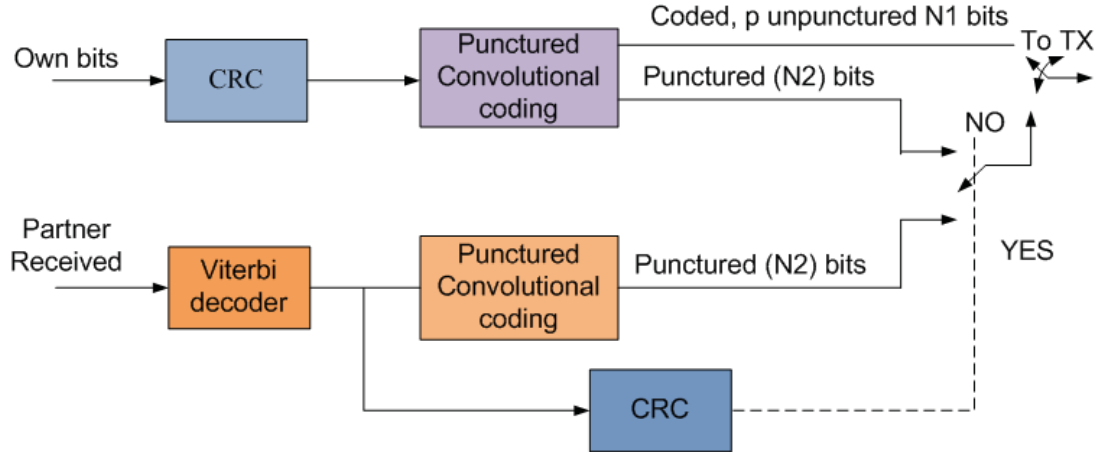 Own bits
CRC
Punctured
Convolutional
coding
Coded, p unpunctured N1 bits
To TX
Punctured (N2) bits
NO
Partner
Received
Viterbi
decoder
Punctured
Convolutional
coding
Punctured (N2) bits
YES
CRC